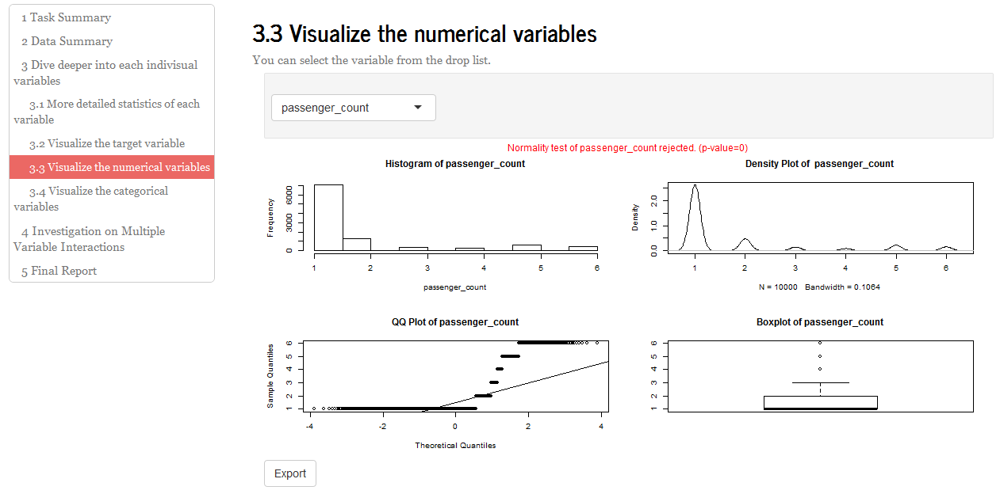 1 Task Summary
2 Data Summary
3 Dive deeper into each indivisual
variables
3.1 More detailed statistics of each
variable
3.2 Visualize the target variable
3.3 Visualize the numerical variables
3.4 Visualize the categorical
variables
4 Investigation on Multiple
Variable Interactions
5 Final Report
3.3 Visualize the numerical variables
You can select the variable from the drop list.
passenger_count
Normality test of passenger_count rejected. (p-value=0)
Histogram of passenger_count
Frequency
0 3000 6000
1 2 3 4 5 6
passenger_count
Density Plot of passenger_count
Density
0.0 1.0 2.0
1 2 3 4 5 6
N = 10000 Bandwidth = 0.1064
QQ Plot of passenger_count
Sample Quantiles
1 2 3 4 5 6
-4 -2 0 2 4
Theoretical Quantiles
Boxplot of passenger_count
1 2 3 4 5 6
Export